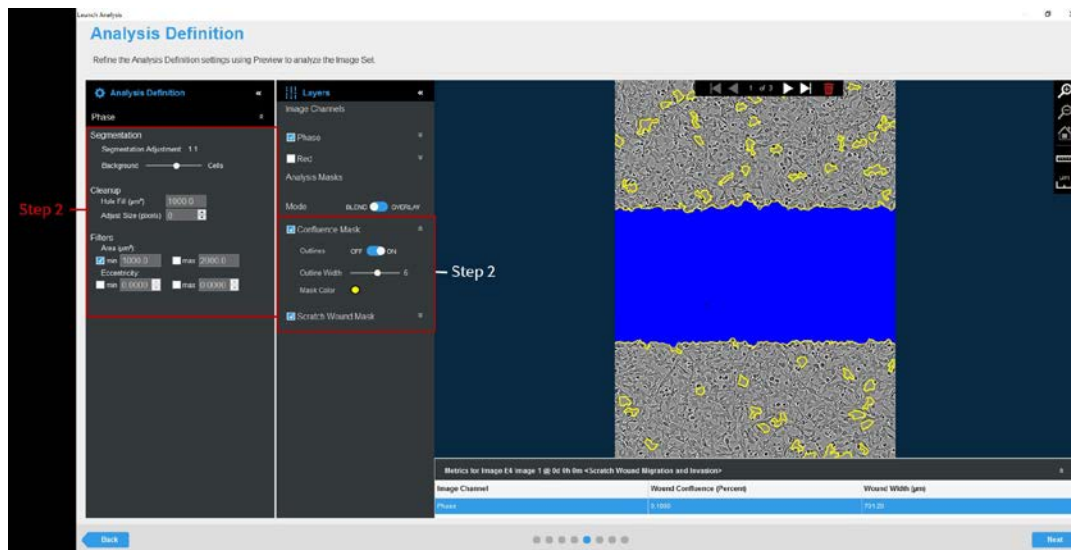 Launch Analysis
Analysis Definition
Refine the Analysis Definition settings using Preview to analyze the Image Set.
Analysis Definition
Phase
Segmentation
Segmentation Adjustment 1.1
Background Cells
Cleanup
Hole Fill (µm²) 1000.0
Adjust Size (pixels) 0
Filters
Area (µm²)
min 1000.0 max 2000.0
Eccentricity
min 0.0000 max 0.0000
Step 2
Layers
Image Channels
Phase
Red
Analysis Masks
Mode BLEND OVERLAY
Confluence Mask
Outlines OFF ON
Outline Width 6
Mask Color
Scratch Wound Mask
Step 2
1 of 3
Metrics for Image E4 Image 1 @ 0d 0h 0m <Scratch Wound Migration and Invasion>
Image Channel Wound Confluence (Percent) Wound Width (µm)
Phase
Back
Next